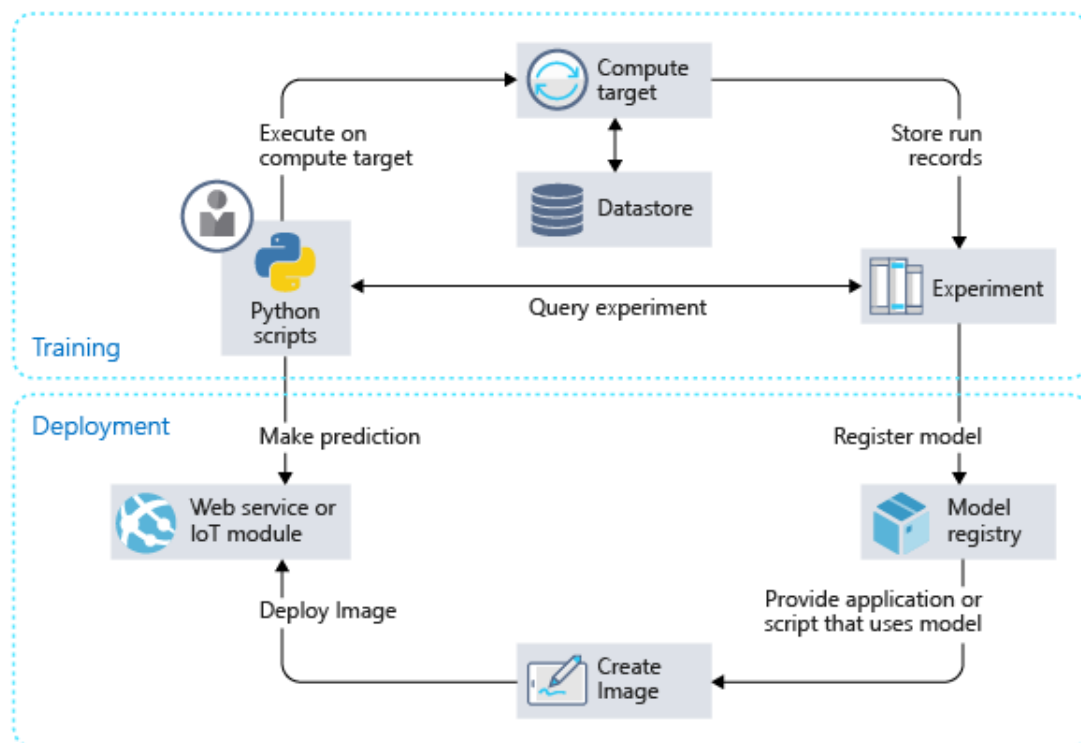 Compute
target
Execute on
compute target
Store run
records
Datastore
Python
scripts
Query experiment
Experiment
Training
Deployment
Make prediction
Register model
Web service or
IoT module
Model
registry
Deploy Image
Provide application or
script that uses model
Create
Image